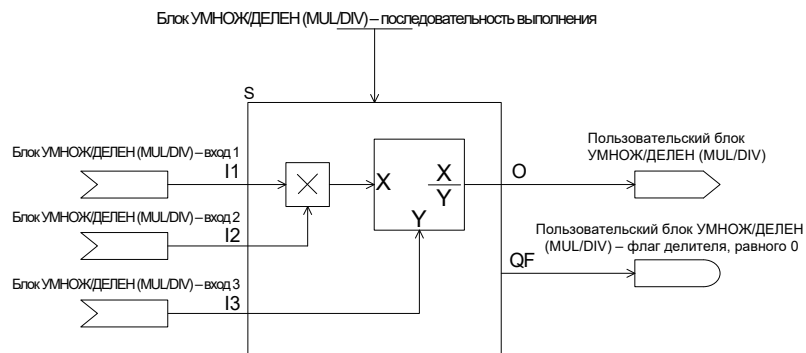 Блок УМНОЖ/ДЕЛЕН (MUL/DIV) – последовательность выполнения
S
Блок УМНОЖ/ДЕЛЕН (MUL/DIV) – вход 1
I1
Блок УМНОЖ/ДЕЛЕН (MUL/DIV) – вход 2
I2
Блок УМНОЖ/ДЕЛЕН (MUL/DIV) – вход 3
I3
X
X
Y
Y
O
Пользовательский блок
УМНОЖ/ДЕЛЕН (MUL/DIV)
Пользовательский блок УМНОЖ/ДЕЛЕН
(MUL/DIV) – флаг делителя, равного 0
QF